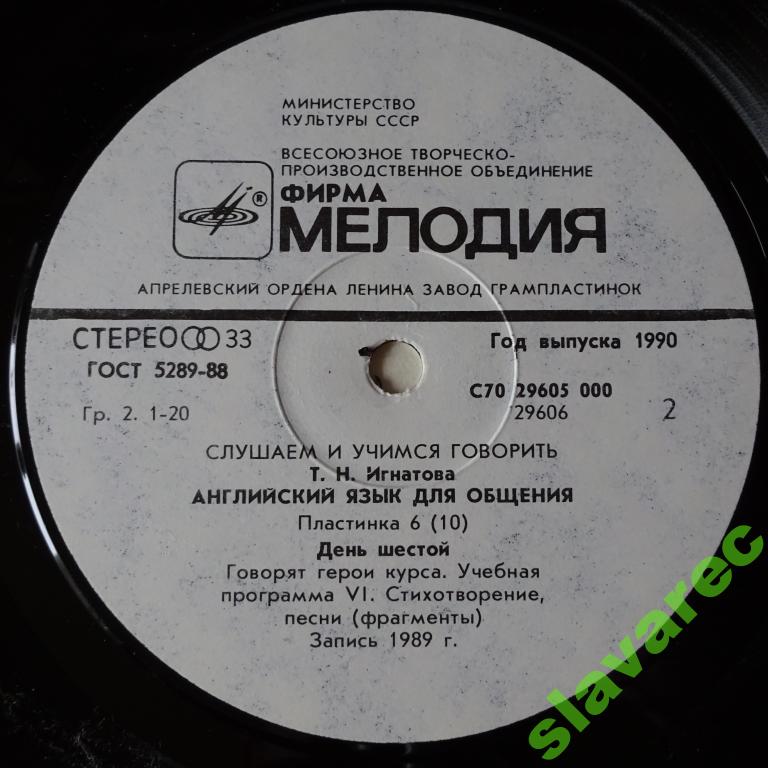 МИНИСТЕРСТВО
КУЛЬТУРЫ СССР
ВСЕСОЮЗНОЕ ТВОРЧЕСКО-
ПРОИЗВОДСТВЕННОЕ ОБЪЕДИНЕНИЕ
ФИРМА
®
МЕЛОДИЯ
АПРЕЛЕВСКИЙ ОРДЕНА ЛЕНИНА ЗАВОД ГРАМПЛАСТИНОК
СТЕРЕО 33
Год выпуска 1990
ГОСТ 5289-88
С70 29605 000
Гр. 2. 1-20
29606
2
СЛУШАЕМ И УЧИМСЯ ГОВОРИТЬ
Т. Н. Игнатова
АНГЛИЙСКИЙ ЯЗЫК ДЛЯ ОБЩЕНИЯ
Пластинка 6 (10)
День шестой
Говорят герои курса. Учебная
программа VI. Стихотворение,
песни (фрагменты)
Запись 1989 г.
slavarec